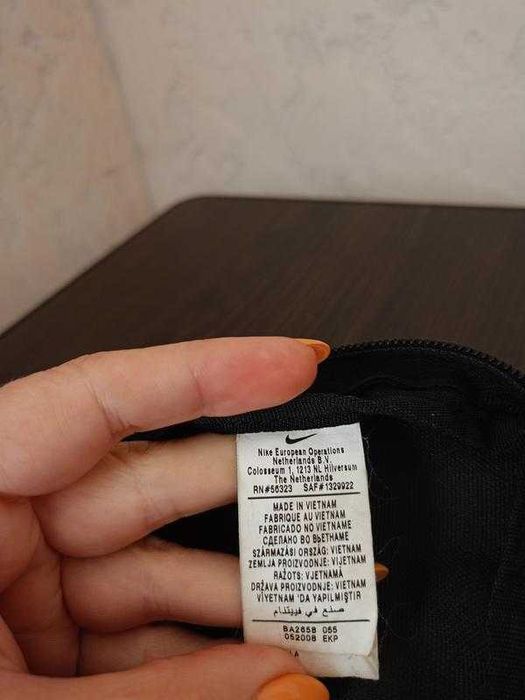 Nike European Operations
Netherlands B.V.
Colosseum 1, 1213 NL Hilversum
The Netherlands
RN#56323 SAF#1329922
MADE IN VIETNAM
FABRIQUE AU VIETNAM
FABRICADO NO VIETNAME
СДЕЛАНО ВО ВЬЕТНАМЕ
SZÁRMAZÁSI ORSZÁG: VIETNAM
ZEMLJA PROIZVODNJE: VIJETNAM
RAŽOTS: VJETNAMĀ
DRŽAVA PROIZVODNJE: VIETNAM
VİYETNAM 'DA YAPILMIŞTIR
صنع في فييتنام
BA2658 055
052008 EKP